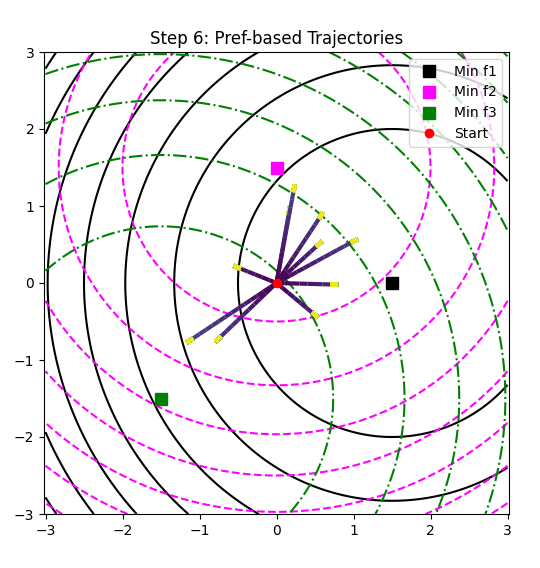 Step 6: Pref-based Trajectories
Min f1
Min f2
Min f3
Start
3
2
1
0
−1
−2
−3
−3 −2 −1 0 1 2 3